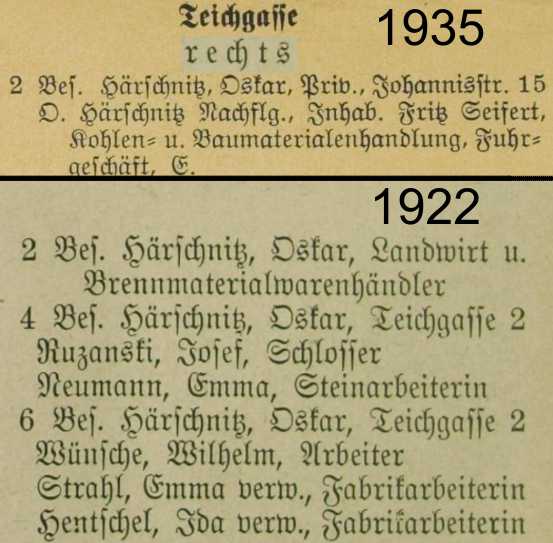 Teichgasse
1935
rechts
2 Bes. Härschnitz, Oskar, Priv., Johannisstr. 15
O. Härschnitz Nachflg., Inhab. Fritz Seifert,
Kohlen- u. Baumaterialenhandlung, Fuhr-
geschäft, E.
1922
2 Bes. Härschnitz, Oskar, Landwirt u.
Brennmaterialwarenhändler
4 Bes. Härschnitz, Oskar, Teichgasse 2
Ruzanski, Josef, Schlosser
Neumann, Emma, Steinarbeiterin
6 Bes. Härschnitz, Oskar, Teichgasse 2
Wünsche, Wilhelm, Arbeiter
Strahl, Emma verw., Fabrikarbeiterin
Hentschel, Ida verw., Fabrikarbeiterin